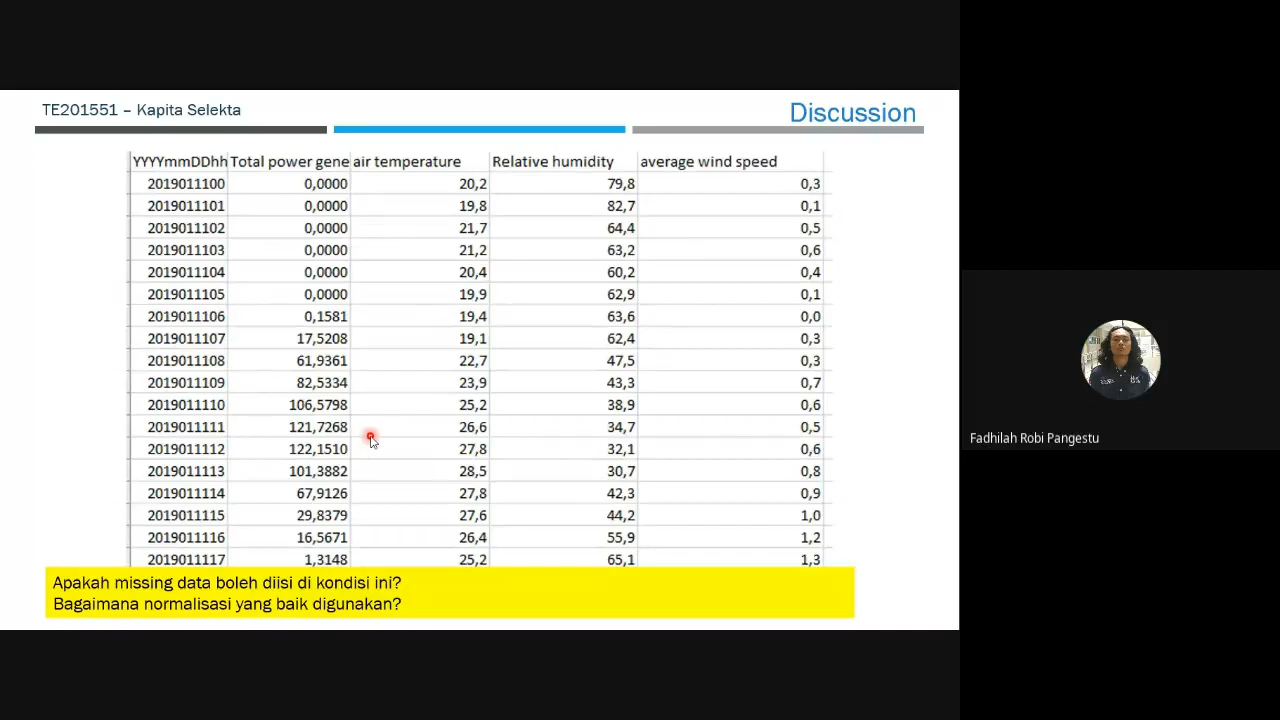 TE201551 – Kapita Selekta
Discussion
YYYYmmDDhh Total power gene air temperature Relative humidity average wind speed
2019011100 0,0000 20,2 79,8 0,3
2019011101 0,0000 19,8 82,7 0,1
2019011102 0,0000 21,7 64,4 0,5
2019011103 0,0000 21,2 63,2 0,6
2019011104 0,0000 20,4 60,2 0,4
2019011105 0,0000 19,9 62,9 0,1
2019011106 0,1581 19,4 63,6 0,0
2019011107 17,5208 19,1 62,4 0,3
2019011108 61,9361 22,7 47,5 0,3
2019011109 82,5334 23,9 43,3 0,7
2019011110 106,5798 25,2 38,9 0,6
2019011111 121,7268 26,6 34,7 0,5
2019011112 122,1510 27,8 32,1 0,6
2019011113 101,3882 28,5 30,7 0,8
2019011114 67,9126 27,8 42,3 0,9
2019011115 29,8379 27,6 44,2 1,0
2019011116 16,5671 26,4 55,9 1,2
2019011117 1,3148 25,2 65,1 1,3
Apakah missing data boleh diisi di kondisi ini?
Bagaimana normalisasi yang baik digunakan?
Fadhilah Robi Pangestu